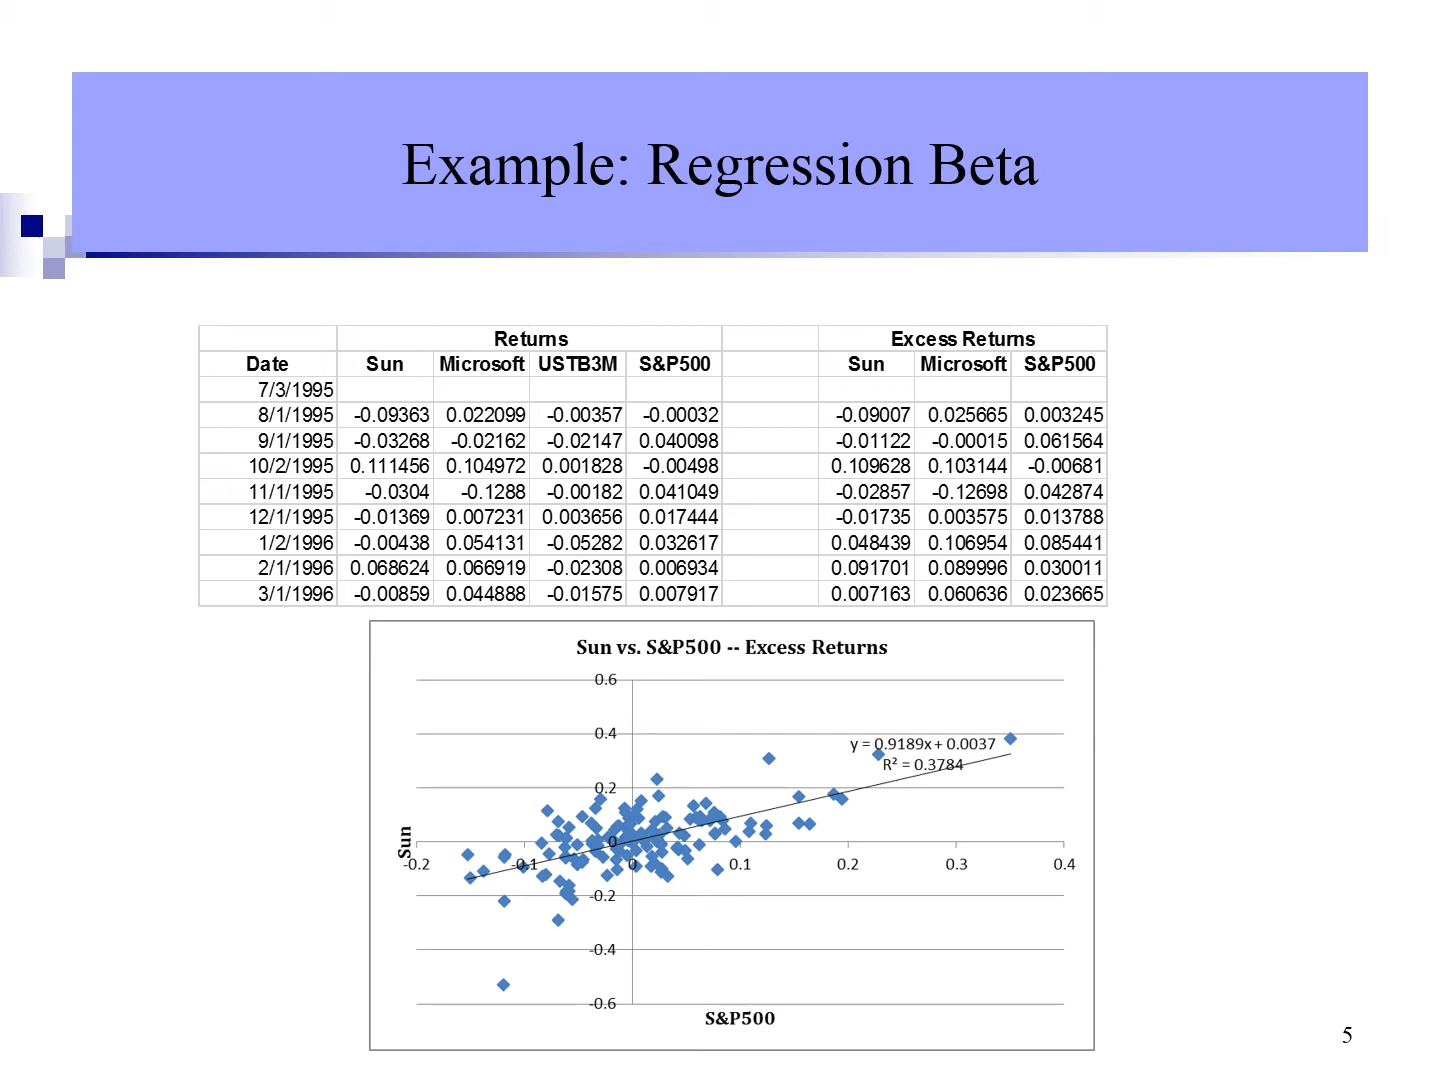 Example: Regression Beta
Returns Excess Returns
Date Sun Microsoft USTB3M S&P500 Sun Microsoft S&P500
7/3/1995
8/1/1995 -0.09363 0.022099 -0.00357 -0.00032 -0.09007 0.025665 0.003245
9/1/1995 -0.03268 -0.02162 -0.02147 0.040098 -0.01122 -0.00015 0.061564
10/2/1995 0.111456 0.104972 0.001828 -0.00498 0.109628 0.103144 -0.00681
11/1/1995 -0.0304 -0.1288 -0.00182 0.041049 -0.02857 -0.12698 0.042874
12/1/1995 -0.01369 0.007231 0.003656 0.017444 -0.01735 0.003575 0.013788
1/2/1996 -0.00438 0.054131 -0.05282 0.032617 0.048439 0.106954 0.085441
2/1/1996 0.068624 0.066919 -0.02308 0.006934 0.091701 0.089996 0.030011
3/1/1996 -0.00859 0.044888 -0.01575 0.007917 0.007163 0.060636 0.023665
Sun vs. S&P500 -- Excess Returns
0.6
0.4
y = 0.9189x + 0.0037
R² = 0.3784
0.2
0
Sun
-0.2 -0.1 0 0.1 0.2 0.3 0.4
-0.2
-0.4
-0.6
S&P500
5